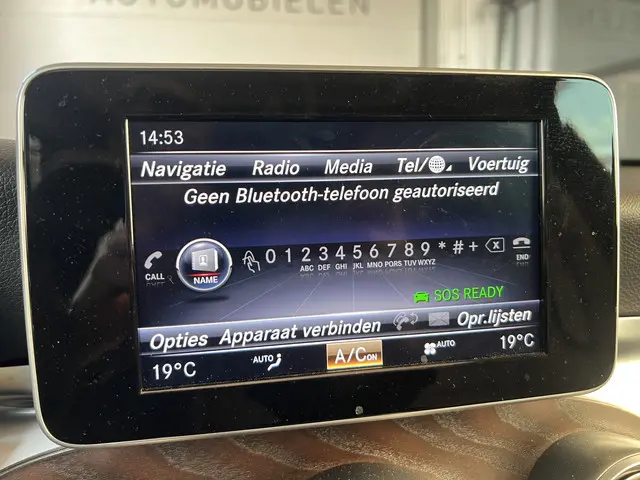 AUTOMOBIELEN
14:53
Navigatie Radio Media Tel/ Voertuig
Geen Bluetooth-telefoon geautoriseerd
0 1 2 3 4 5 6 7 8 9 * # +
CALL NAME ABC DEF GHI JKL MNO PQRS TUV WXYZ END
SOS READY
Opties Apparaat verbinden Opr.lijsten
19°C AUTO A/C ON AUTO 19°C